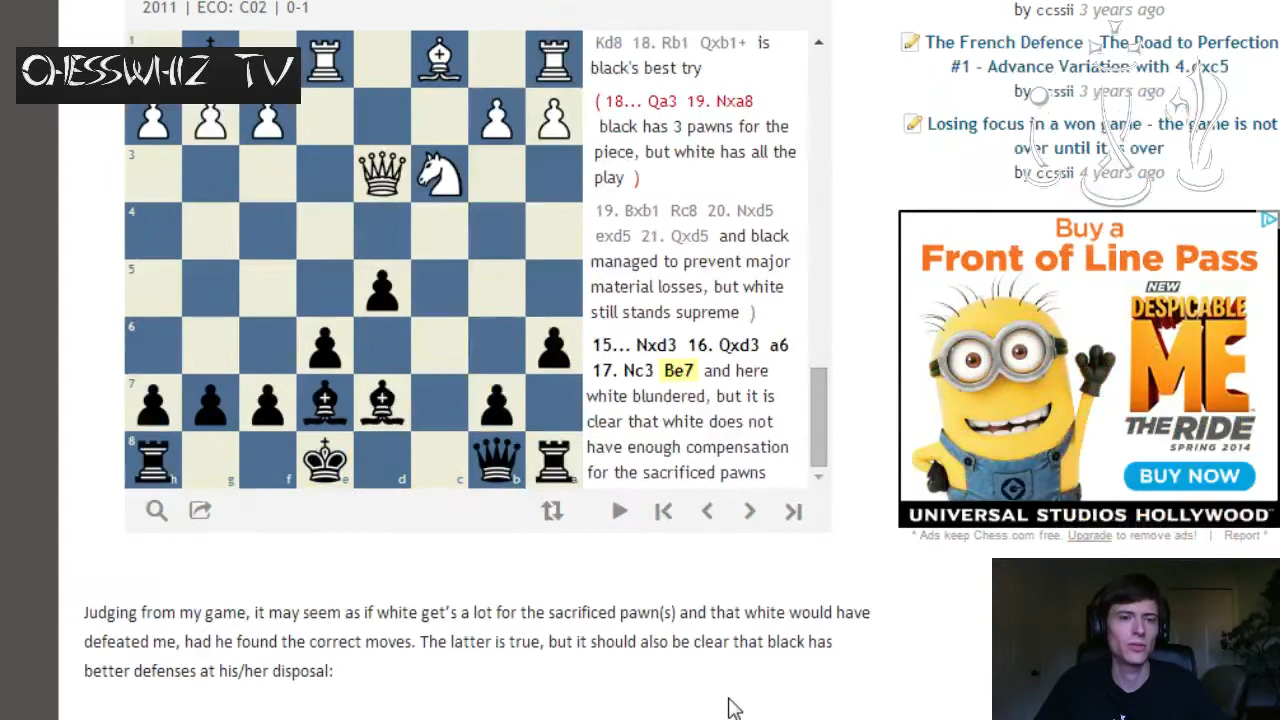 2011 | ECO: C02 | 0-1
CHESSWHIZ TV
1
3
4
5
6
7
8
h g f e d c b a
Kd8 18. Rb1 Qxb1+ is
black's best try
( 18... Qa3 19. Nxa8
black has 3 pawns for the
piece, but white has all the
play )
19. Bxb1 Rc8 20. Nxd5
exd5 21. Qxd5 and black
managed to prevent major
material losses, but white
still stands supreme )
15... Nxd3 16. Qxd3 a6
17. Nc3 Be7 and here
white blundered, but it is
clear that white does not
have enough compensation
for the sacrificed pawns
Judging from my game, it may seem as if white get's a lot for the sacrificed pawn(s) and that white would have
defeated me, had he found the correct moves. The latter is true, but it should also be clear that black has
better defenses at his/her disposal:
by ccssii 3 years ago
The French Defence - The Road to Perfection
#1 - Advance Variation with 4.dxc5
by ccssii 3 years ago
Losing focus in a won game - the game is not
over until it is over
by ccssii 4 years ago
Buy a
Front of Line Pass
NEW
DESPICABLE
ME
THE RIDE
SPRING 2014
BUY NOW
UNIVERSAL STUDIOS HOLLYWOOD™
* Ads keep Chess.com free. Upgrade to remove ads! | Report *